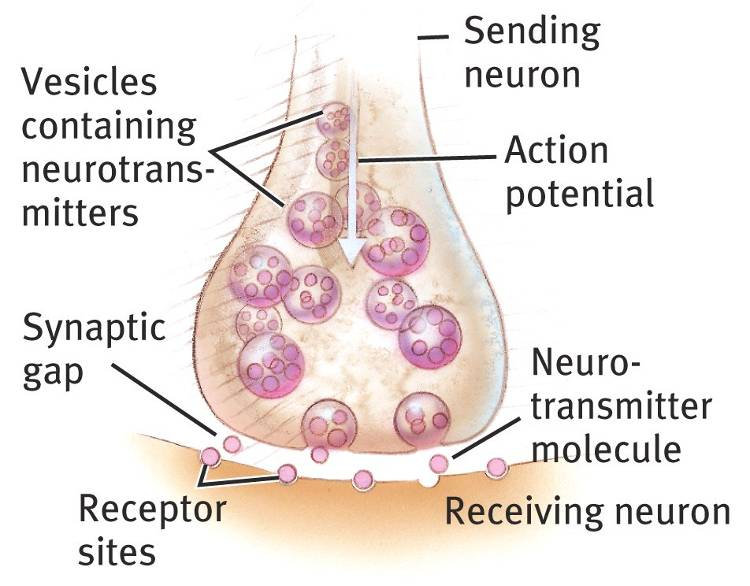 Sending
neuron
Vesicles
containing
neurotrans-
mitters
Action
potential
Synaptic
gap
Neuro-
transmitter
molecule
Receptor
sites
Receiving neuron